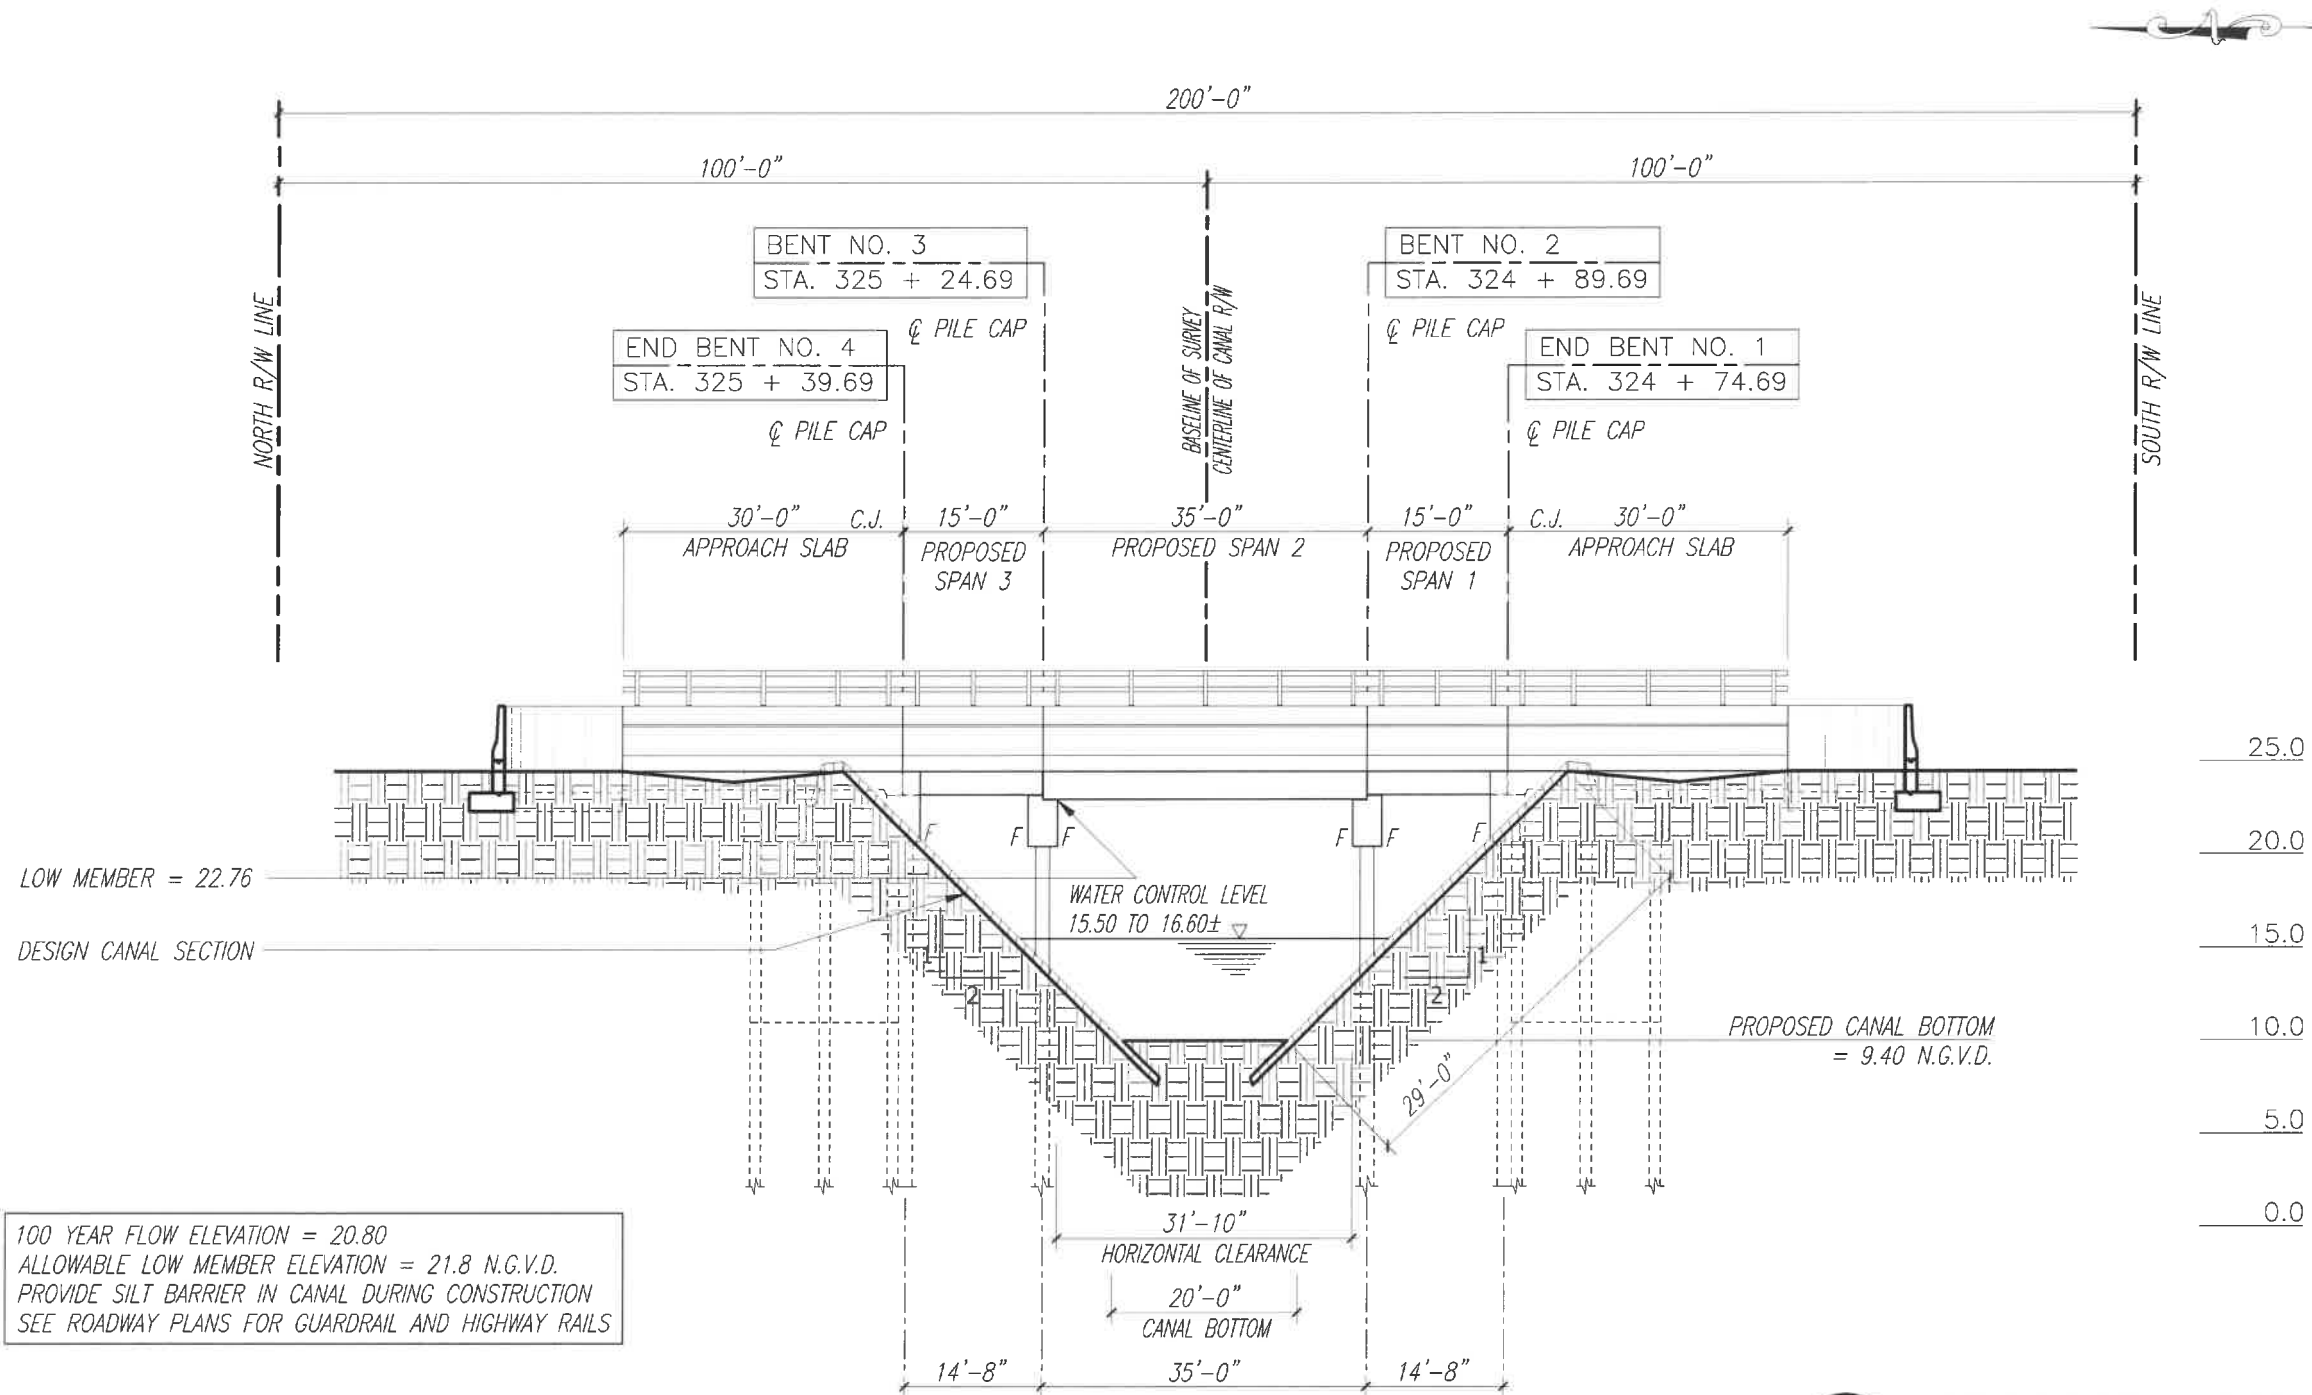 200'-0"
100'-0"
100'-0"
BENT NO. 3
STA. 325 + 24.69
℄ PILE CAP
BENT NO. 2
STA. 324 + 89.69
℄ PILE CAP
END BENT NO. 4
STA. 325 + 39.69
℄ PILE CAP
END BENT NO. 1
STA. 324 + 74.69
℄ PILE CAP
NORTH R/W LINE
BASELINE OF SURVEY
CENTERLINE OF CANAL R/W
SOUTH R/W LINE
30'-0"
APPROACH SLAB
C.J.
15'-0"
PROPOSED
SPAN 3
35'-0"
PROPOSED SPAN 2
15'-0"
PROPOSED
SPAN 1
C.J.
30'-0"
APPROACH SLAB
25.0
20.0
15.0
10.0
5.0
0.0
F
F
F
F
F
F
LOW MEMBER = 22.76
WATER CONTROL LEVEL
15.50 TO 16.60±
DESIGN CANAL SECTION
1
2
1
2
PROPOSED CANAL BOTTOM
= 9.40 N.G.V.D.
29'-0"
31'-10"
HORIZONTAL CLEARANCE
20'-0"
CANAL BOTTOM
14'-8"
35'-0"
14'-8"
100 YEAR FLOW ELEVATION = 20.80
ALLOWABLE LOW MEMBER ELEVATION = 21.8 N.G.V.D.
PROVIDE SILT BARRIER IN CANAL DURING CONSTRUCTION
SEE ROADWAY PLANS FOR GUARDRAIL AND HIGHWAY RAILS